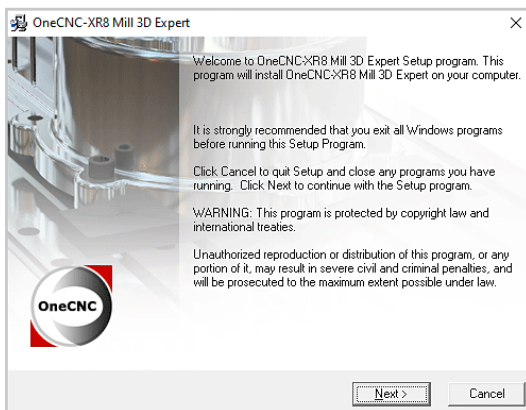 OneCNC-XR8 Mill 3D Expert
Welcome to OneCNC-XR8 Mill 3D Expert Setup program. This
program will install OneCNC-XR8 Mill 3D Expert on your computer.
It is strongly recommended that you exit all Windows programs
before running this Setup Program.
Click Cancel to quit Setup and close any programs you have
running. Click Next to continue with the Setup program.
WARNING: This program is protected by copyright law and
international treaties.
Unauthorized reproduction or distribution of this program, or any
portion of it, may result in severe civil and criminal penalties, and
will be prosecuted to the maximum extent possible under law.
OneCNC
Next >
Cancel